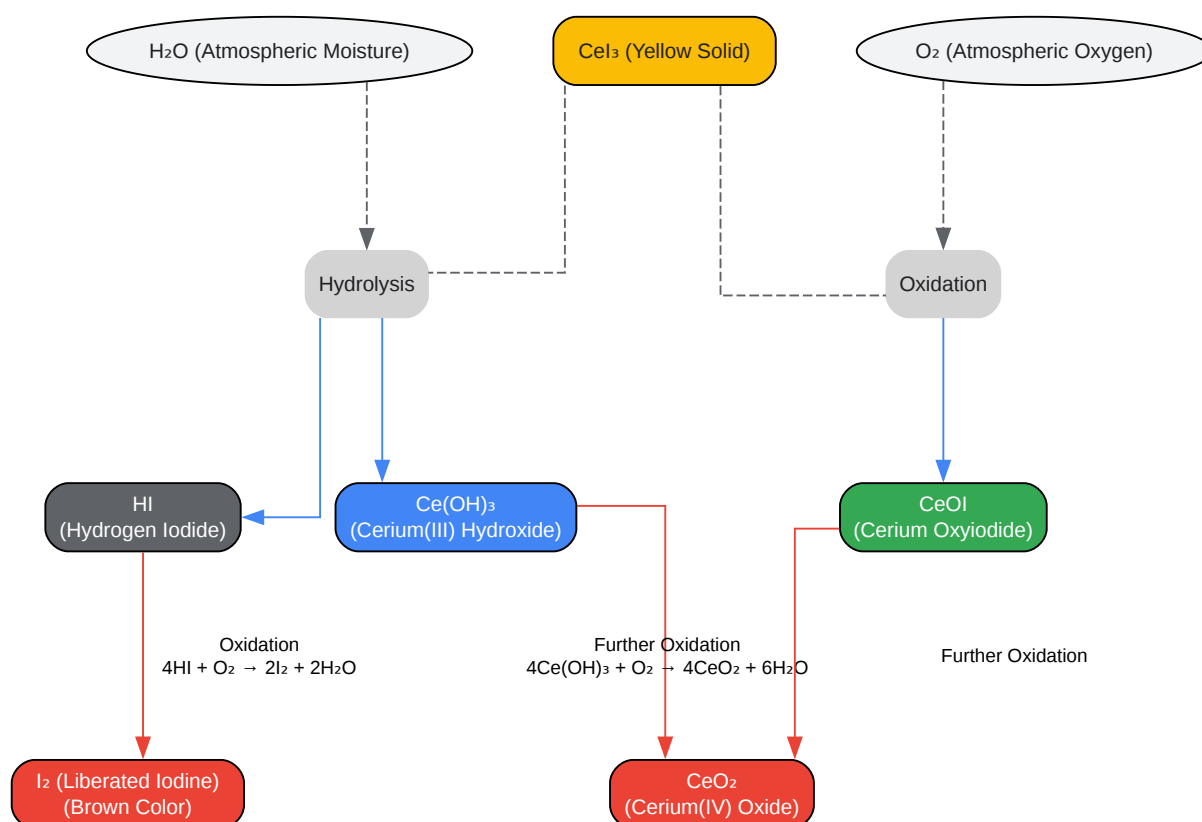 H₂O (Atmospheric Moisture)
CeI₃ (Yellow Solid)
O₂ (Atmospheric Oxygen)
Hydrolysis
Oxidation
HI
(Hydrogen Iodide)
Ce(OH)₃
(Cerium(III) Hydroxide)
CeOI
(Cerium Oxyiodide)
Oxidation
4HI + O₂ → 2I₂ + 2H₂O
Further Oxidation
4Ce(OH)₃ + O₂ → 4CeO₂ + 6H₂O
Further Oxidation
I₂ (Liberated Iodine)
(Brown Color)
CeO₂
(Cerium(IV) Oxide)